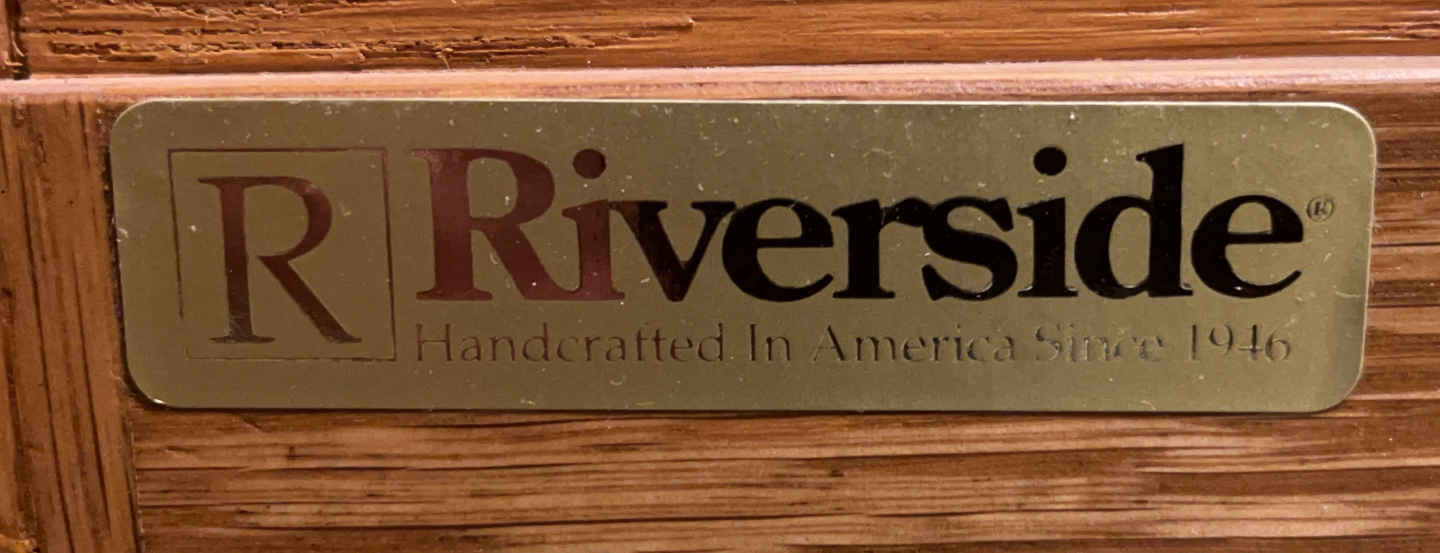 R
Riverside®
Handcrafted In America Since 1946